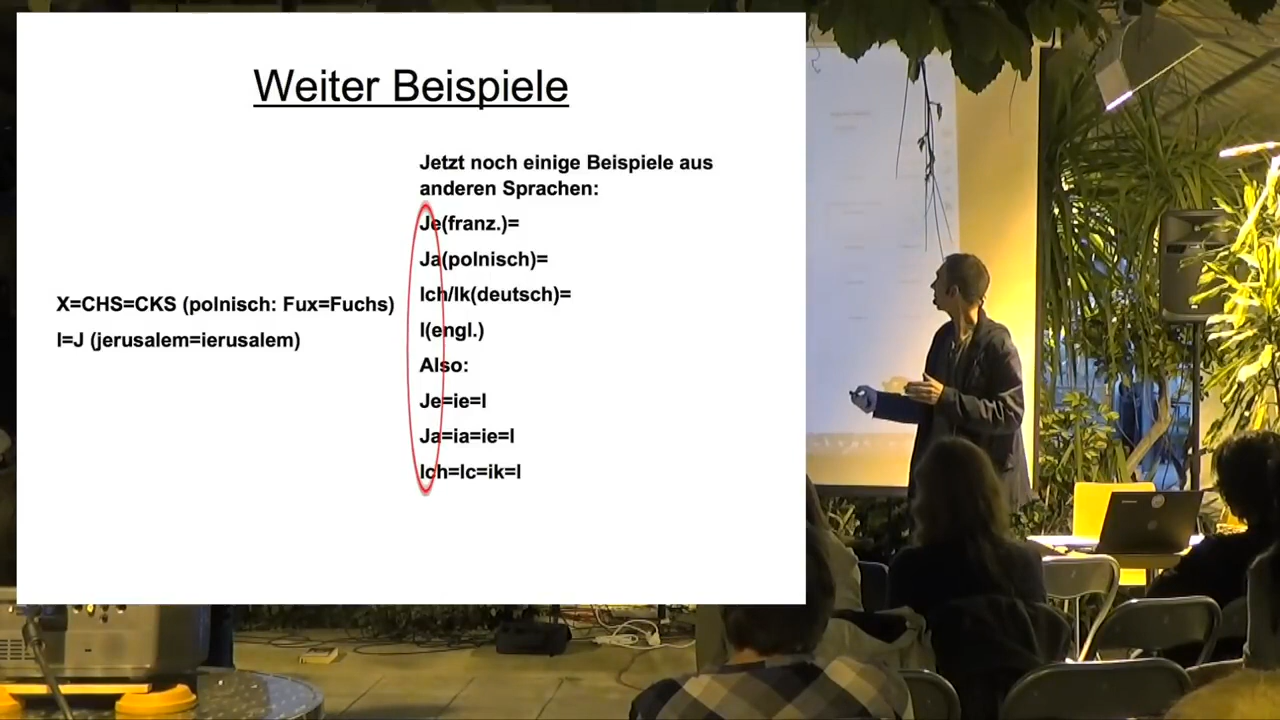 Weiter Beispiele
X=CHS=CKS (polnisch: Fux=Fuchs)
I=J (jerusalem=ierusalem)
Jetzt noch einige Beispiele aus
anderen Sprachen:
Je(franz.)=
Ja(polnisch)=
Ich/Ik(deutsch)=
I(engl.)
Also:
Je=ie=I
Ja=ia=ie=I
Ich=Ic=ik=I